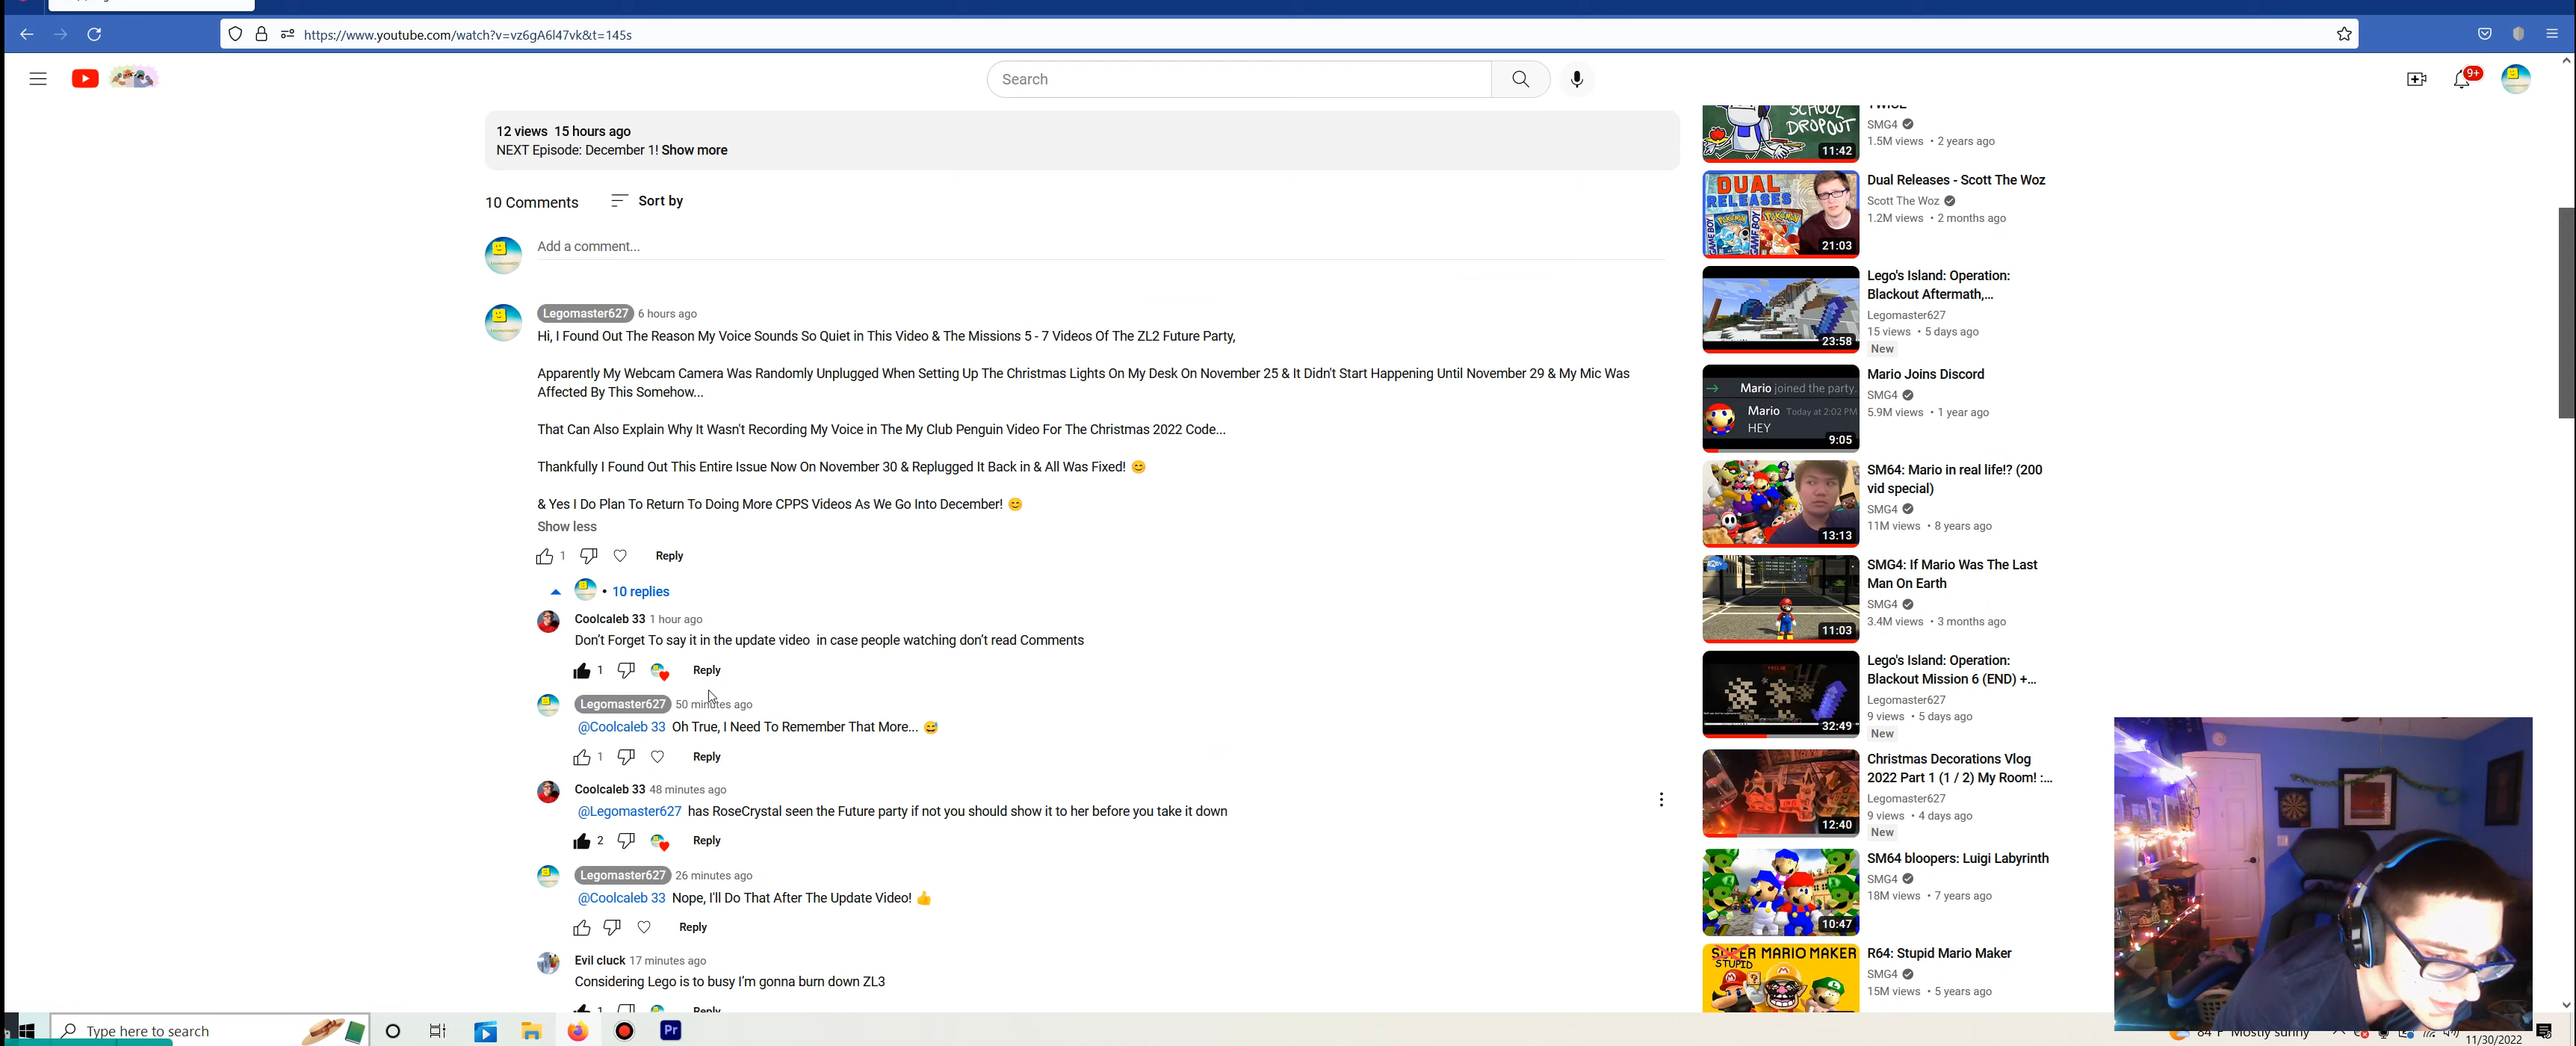 https://www.youtube.com/watch?v=vz6gA6l47vk&t=145s
Search
9+
12 views 15 hours ago
NEXT Episode: December 1! Show more
10 Comments
Sort by
Add a comment...
Legomaster627 6 hours ago
Hi, I Found Out The Reason My Voice Sounds So Quiet in This Video & The Missions 5 - 7 Videos Of The ZL2 Future Party,
Apparently My Webcam Camera Was Randomly Unplugged When Setting Up The Christmas Lights On My Desk On November 25 & It Didn't Start Happening Until November 29 & My Mic Was
Affected By This Somehow...
That Can Also Explain Why It Wasn't Recording My Voice in The My Club Penguin Video For The Christmas 2022 Code...
Thankfully I Found Out This Entire Issue Now On November 30 & Replugged It Back in & All Was Fixed! 😊
& Yes I Do Plan To Return To Doing More CPPS Videos As We Go Into December! 😊
Show less
1 Reply
• 10 replies
Coolcaleb 33 1 hour ago
Don't Forget To say it in the update video in case people watching don't read Comments
1 Reply
Legomaster627 50 minutes ago
@Coolcaleb 33 Oh True, I Need To Remember That More... 😅
1 Reply
Coolcaleb 33 48 minutes ago
@Legomaster627 has RoseCrystal seen the Future party if not you should show it to her before you take it down
2 Reply
Legomaster627 26 minutes ago
@Coolcaleb 33 Nope, I'll Do That After The Update Video! 👍
Reply
Evil cluck 17 minutes ago
Considering Lego is to busy I'm gonna burn down ZL3
1 Reply
SCHOOL
DROPOUT
11:42
TWICE
SMG4
1.5M views • 2 years ago
DUAL
RELEASES
GAME BOY
GAME BOY
21:03
Dual Releases - Scott The Woz
Scott The Woz
1.2M views • 2 months ago
23:58
Lego's Island: Operation:
Blackout Aftermath,...
Legomaster627
15 views • 5 days ago
New
Mario joined the party.
Mario Today at 2:02 PM
HEY
9:05
Mario Joins Discord
SMG4
5.9M views • 1 year ago
13:13
SM64: Mario in real life!? (200
vid special)
SMG4
11M views • 8 years ago
11:03
SMG4: If Mario Was The Last
Man On Earth
SMG4
3.4M views • 3 months ago
32:49
Lego's Island: Operation:
Blackout Mission 6 (END) +...
Legomaster627
9 views • 5 days ago
New
12:40
Christmas Decorations Vlog
2022 Part 1 (1 / 2) My Room! :...
Legomaster627
9 views • 4 days ago
New
10:47
SM64 bloopers: Luigi Labyrinth
SMG4
18M views • 7 years ago
SUPER MARIO MAKER
STUPID
R64: Stupid Mario Maker
SMG4
15M views • 5 years ago
Type here to search
Pr
84°F Mostly sunny
11/30/2022